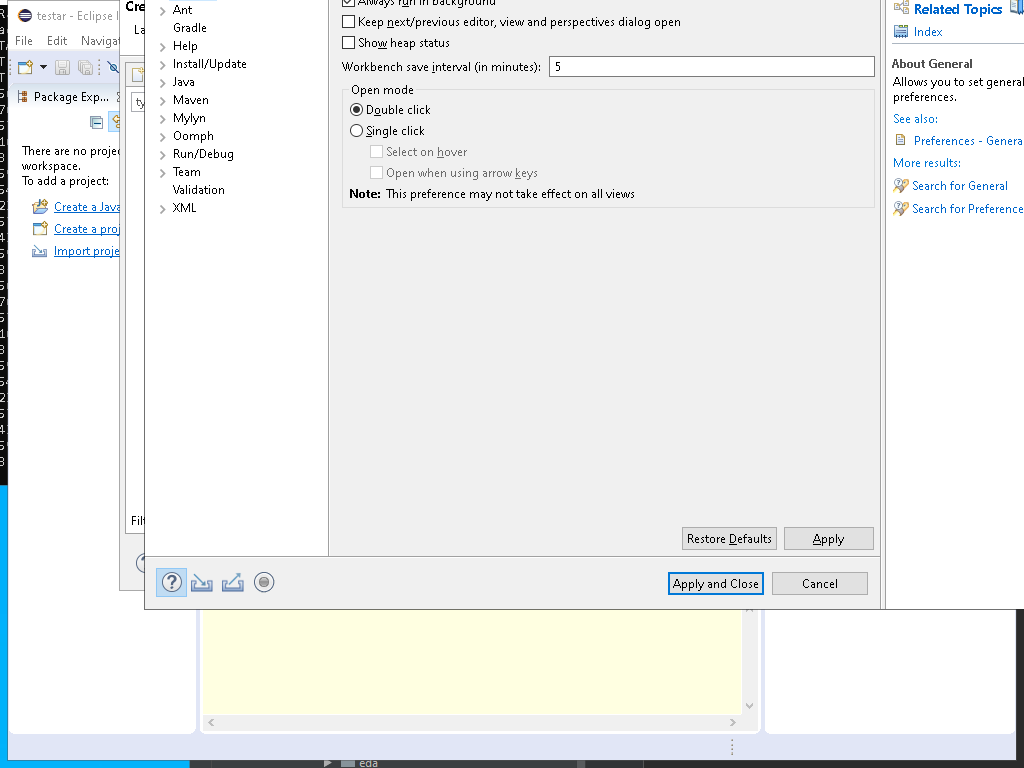 testar - Eclipse
File Edit Navigat
Package Exp...
There are no proje
workspace.
To add a project:
Create a Java
Create a proj
Import proje
Cre
La
ty
Filt
Ant
Gradle
Help
Install/Update
Java
Maven
Mylyn
Oomph
Run/Debug
Team
Validation
XML
Always run in background
Keep next/previous editor, view and perspectives dialog open
Show heap status
Workbench save interval (in minutes): 5
Open mode
Double click
Single click
Select on hover
Open when using arrow keys
Note: This preference may not take effect on all views
Restore Defaults Apply
Apply and Close Cancel
Related Topics
Index
About General
Allows you to set general
preferences.
See also:
Preferences - Genera
More results:
Search for General
Search for Preference
eda